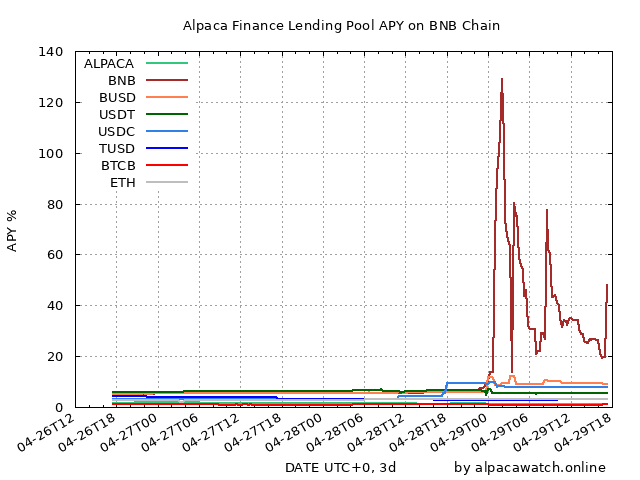 Alpaca Finance Lending Pool APY on BNB Chain
APY %
140
120
100
80
60
40
20
0
ALPACA
BNB
BUSD
USDT
USDC
TUSD
BTCB
ETH
04-26T12
04-26T18
04-27T00
04-27T06
04-27T12
04-27T18
04-28T00
04-28T06
04-28T12
04-28T18
04-29T00
04-29T06
04-29T12
04-29T18
DATE UTC+0, 3d
by alpacawatch.online